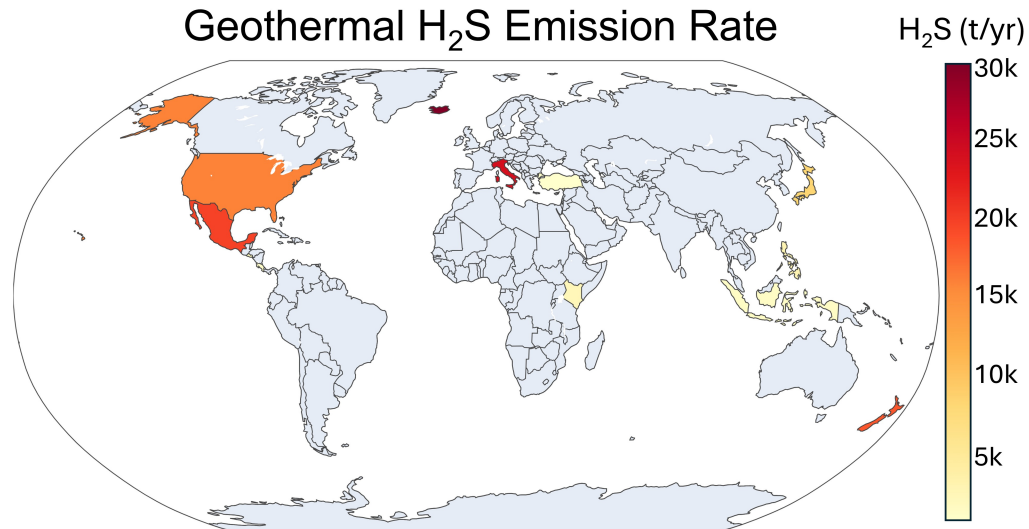 Geothermal H₂S Emission Rate
H₂S (t/yr)
30k
25k
20k
15k
10k
5k